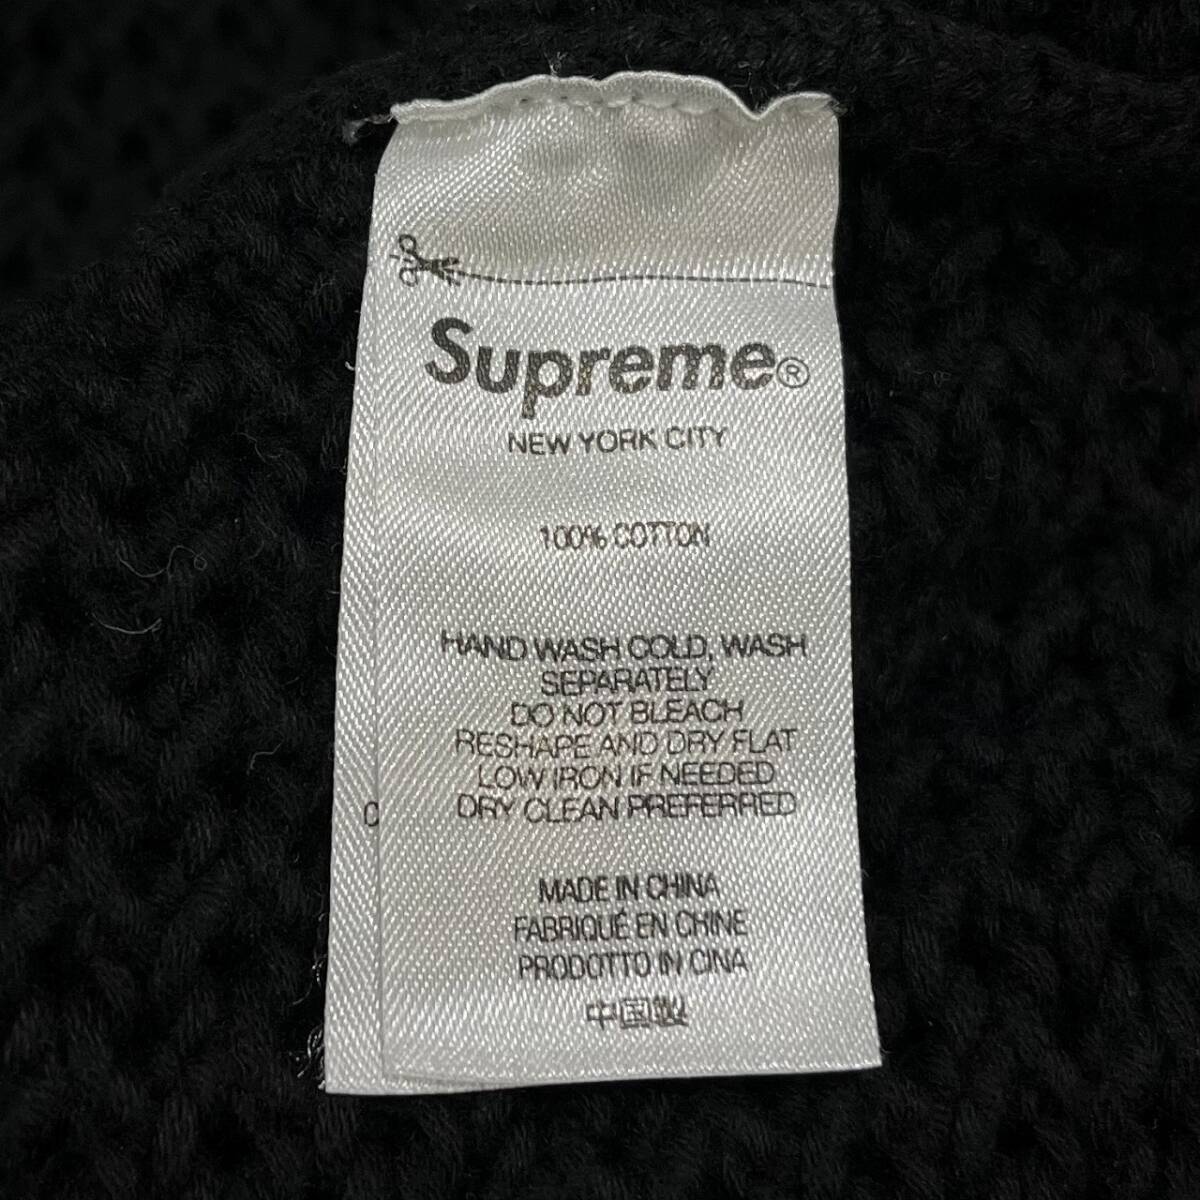 Supreme®
NEW YORK CITY
100% COTTON
HAND WASH COLD, WASH
SEPARATELY
DO NOT BLEACH
RESHAPE AND DRY FLAT
LOW IRON IF NEEDED
DRY CLEAN PREFERRED
MADE IN CHINA
FABRIQUÉ EN CHINE
PRODOTTO IN CINA
中国製